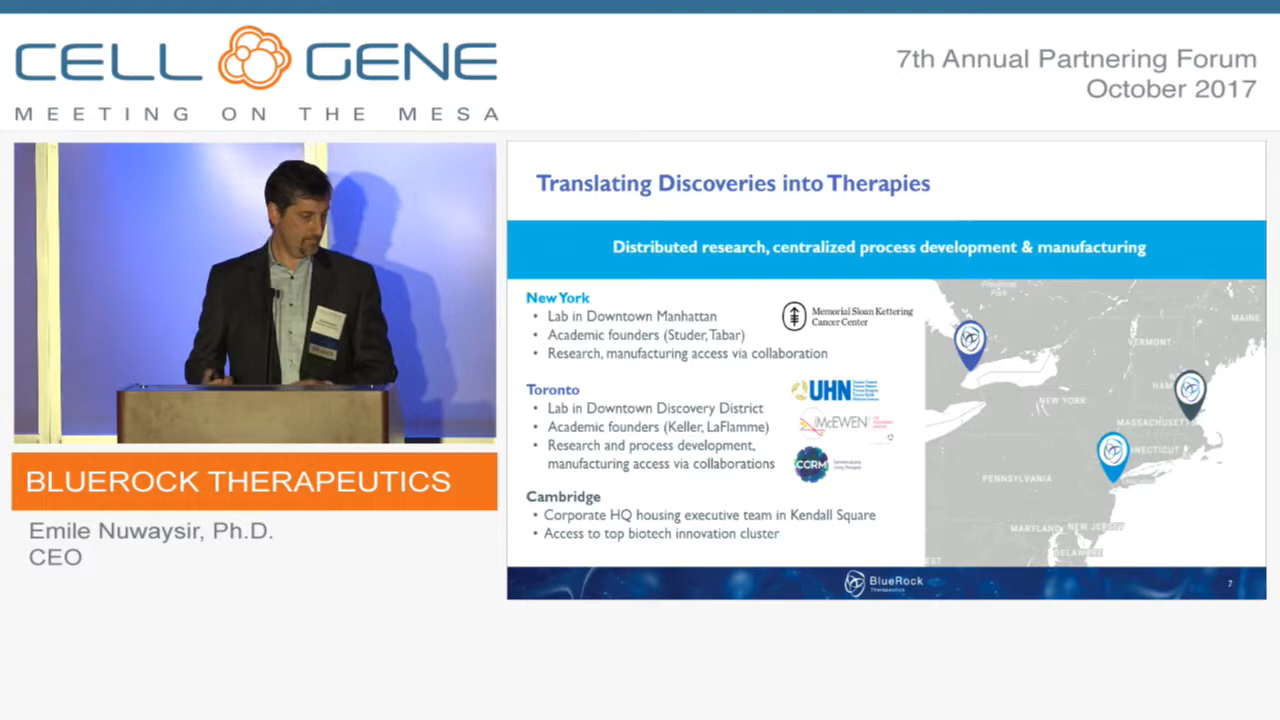 CELL GENE
MEETING ON THE MESA
7th Annual Partnering Forum
October 2017
BLUEROCK THERAPEUTICS
Emile Nuwaysir, Ph.D.
CEO
Translating Discoveries into Therapies
Distributed research, centralized process development & manufacturing
New York
• Lab in Downtown Manhattan
• Academic founders (Studer, Tabar)
• Research, manufacturing access via collaboration
Memorial Sloan Kettering
Cancer Center
Toronto
• Lab in Downtown Discovery District
• Academic founders (Keller, LaFlamme)
• Research and process development,
manufacturing access via collaborations
UHN
McEWEN
CCRM
Cambridge
• Corporate HQ housing executive team in Kendall Square
• Access to top biotech innovation cluster
MAINE
VERMONT
NEW YORK
MASSACHUSETT
PENNSYLVANIA
MARYLAND
NEW JERSEY
DELAWARE
BlueRock
Therapeutics
7